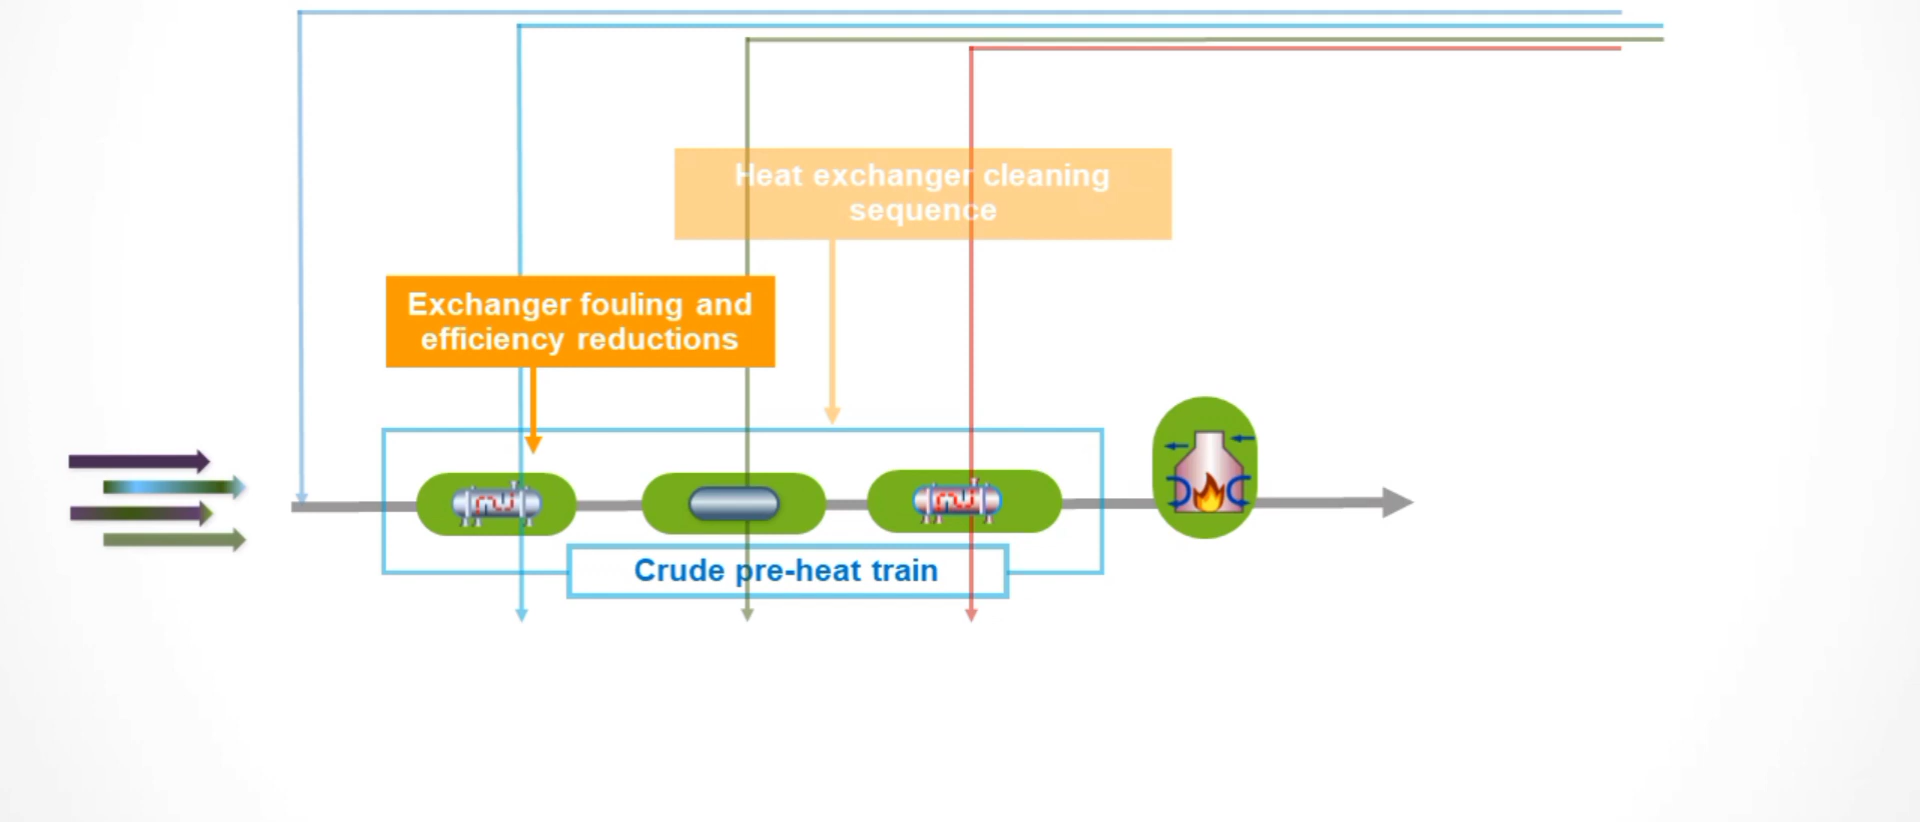 Heat exchanger cleaning
sequence
Exchanger fouling and
efficiency reductions
Crude pre-heat train